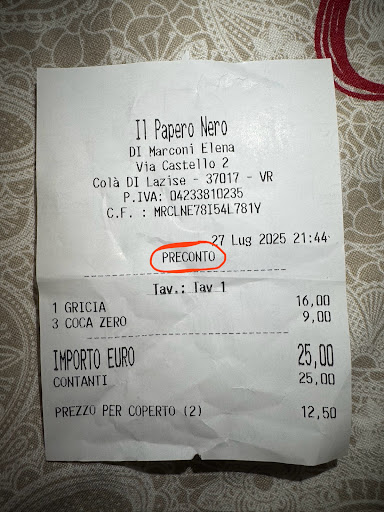 Il Papero Nero
DI Marconi Elena
Via Castello 2
Colà DI Lazise - 37017 - VR
P.IVA: 04233810235
C.F. : MRCLNE78I54L781Y
27 Lug 2025 21:44
PRECONTO
Tav.: Tav 1
1 GRICIA 16,00
3 COCA ZERO 9,00
IMPORTO EURO 25,00
CONTANTI 25,00
PREZZO PER COPERTO (2) 12,50